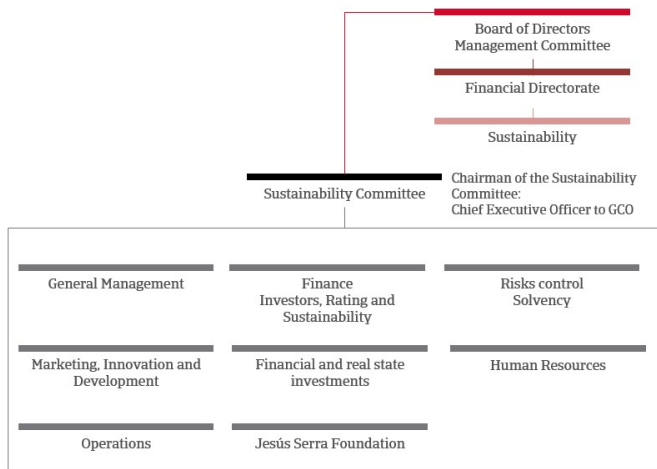 Board of Directors
Management Committee
Financial Directorate
Sustainability
Sustainability Committee
Chairman of the Sustainability
Committee:
Chief Executive Officer to GCO
General Management
Finance
Investors, Rating and
Sustainability
Risks control
Solvency
Marketing, Innovation and
Development
Financial and real state
investments
Human Resources
Operations
Jesús Serra Foundation